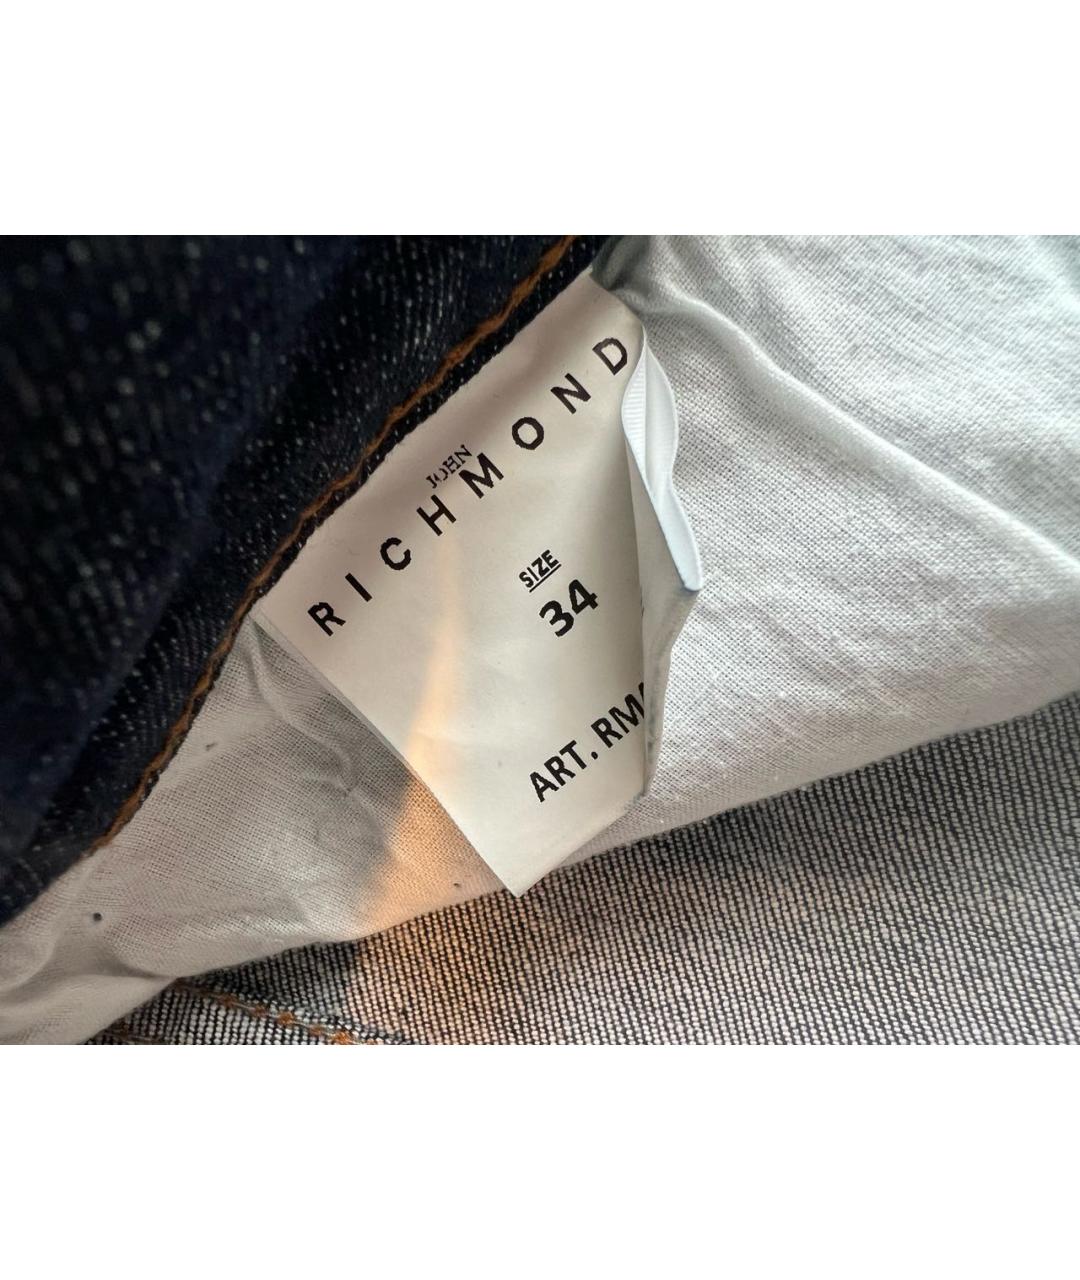 JOHN
RICHMOND
SIZE
34
ART. RM